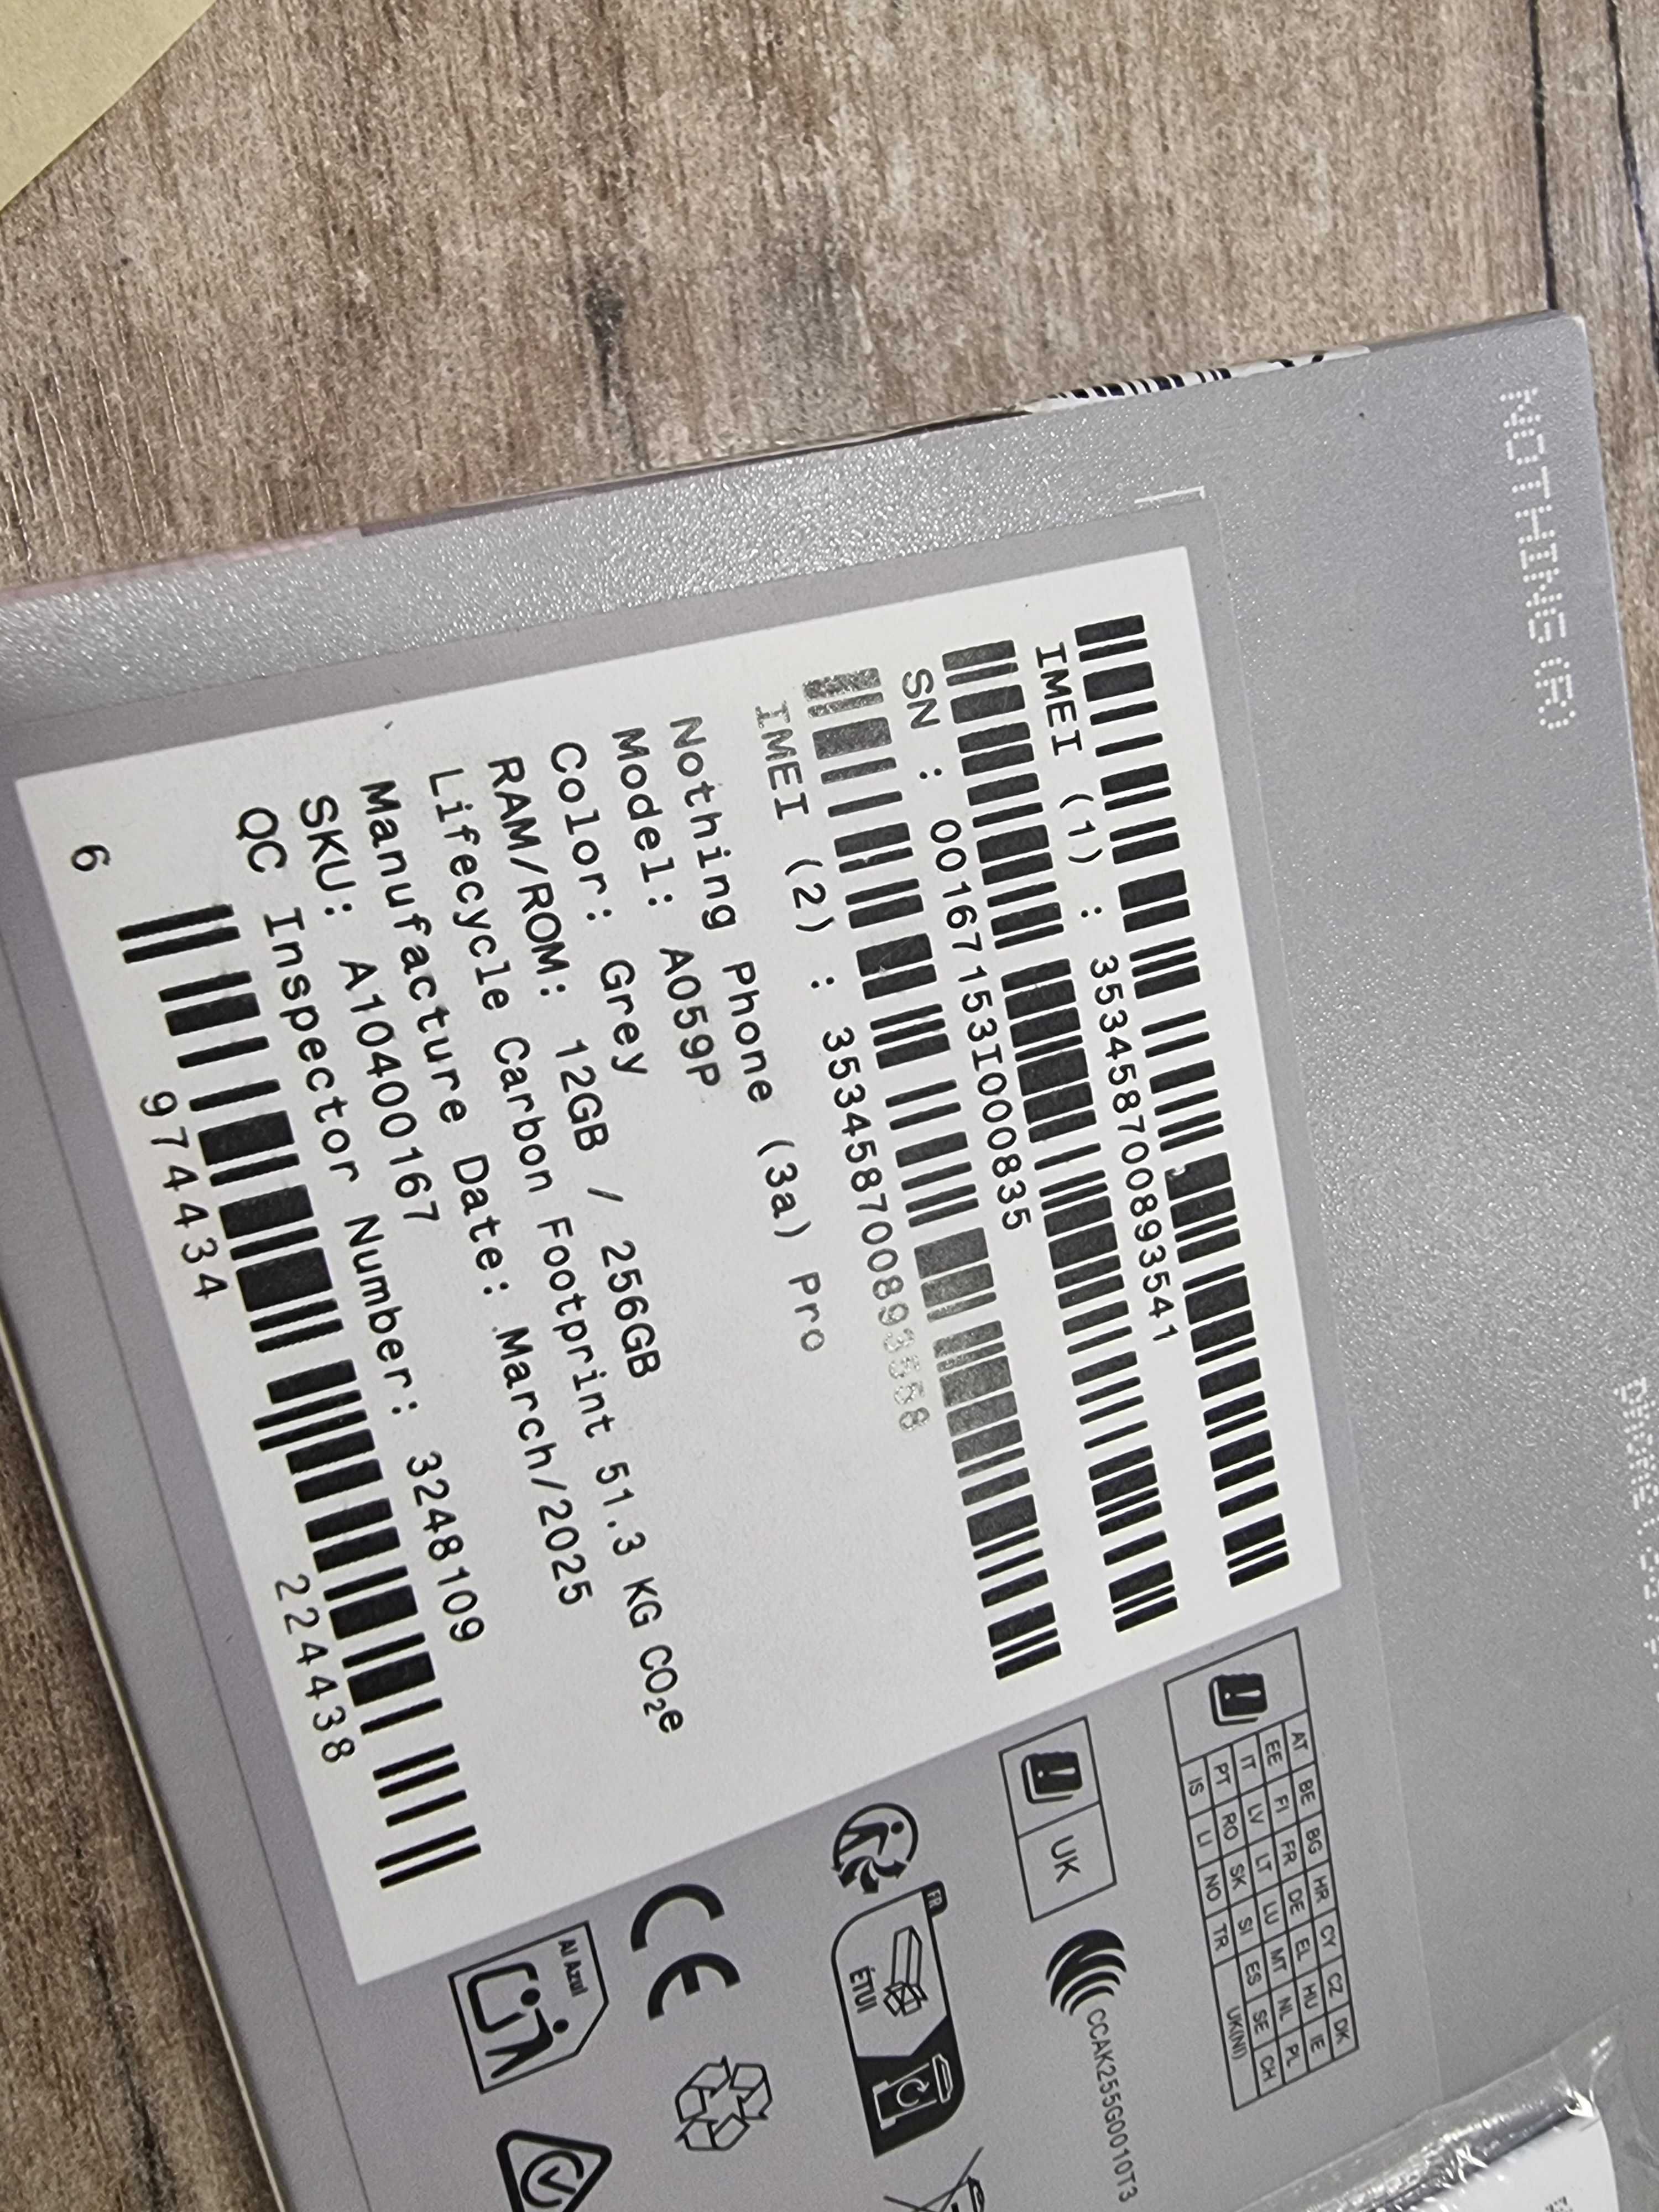 NOTHING (R)
IMEI (1) : 353458700893541
SN : 00167153I000835
IMEI (2) : 353458700893558
Nothing Phone (3a) Pro
Model: A059P
Color: Grey
RAM/ROM: 12GB / 256GB
Lifecycle Carbon Footprint 51.3 KG CO₂e
Manufacture Date: March/2025
SKU: A10400167
QC Inspector Number: 3248109
6 974434 224438
AT BE BG HR CY CZ DK
EE FI FR DE EL HU IE
IT LV LT LU MT NL PL
PT RO SK SI ES SE CH
IS LI NO TR UK(NI)
UK
CCAK255G0010T3
FR
ÉTUI
CE
Al Azul